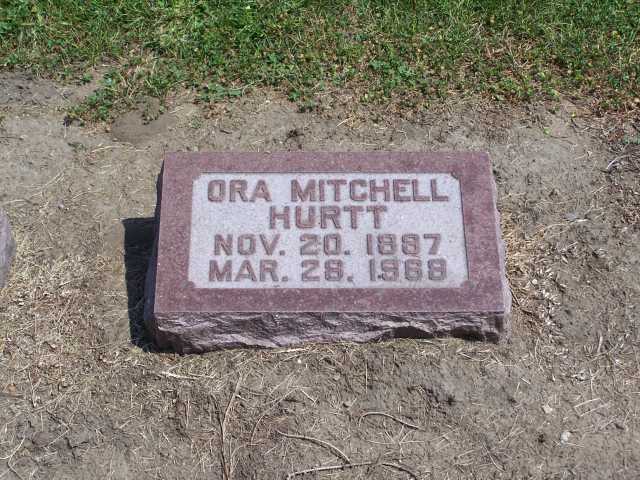 ORA MITCHELL
HURTT
NOV. 20. 1887
MAR. 28. 1968